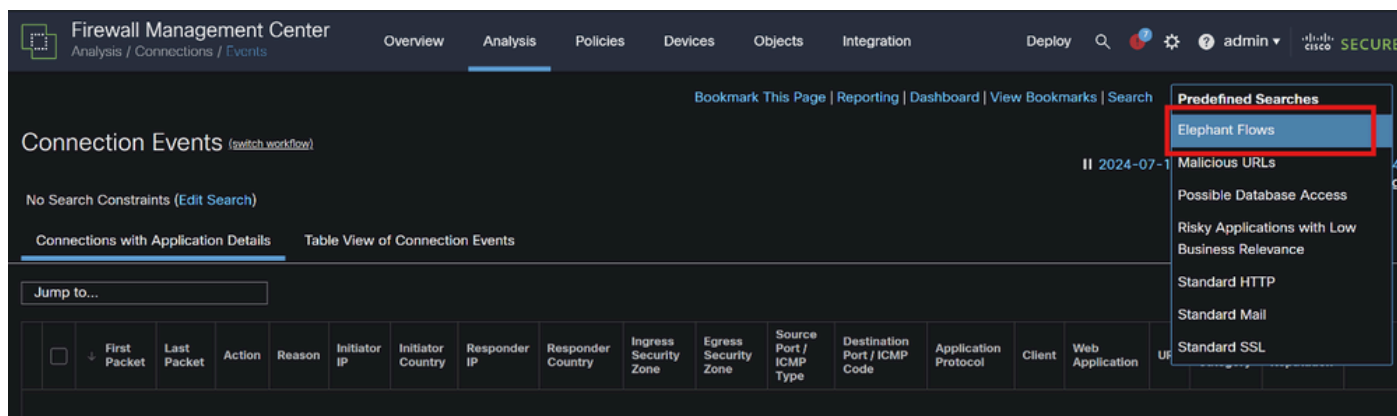 Firewall Management Center
Analysis / Connections / Events
Overview Analysis Policies Devices Objects Integration Deploy admin CISCO SECURE
7
Bookmark This Page | Reporting | Dashboard | View Bookmarks | Search
Predefined Searches
Elephant Flows
Malicious URLs
Possible Database Access
Risky Applications with Low
Business Relevance
Standard HTTP
Standard Mail
Standard SSL
Connection Events (switch workflow)
2024-07-1
No Search Constraints (Edit Search)
Connections with Application Details Table View of Connection Events
Jump to...
First Packet
Last Packet
Action
Reason
Initiator IP
Initiator Country
Responder IP
Responder Country
Ingress Security Zone
Egress Security Zone
Source Port / ICMP Type
Destination Port / ICMP Code
Application Protocol
Client
Web Application